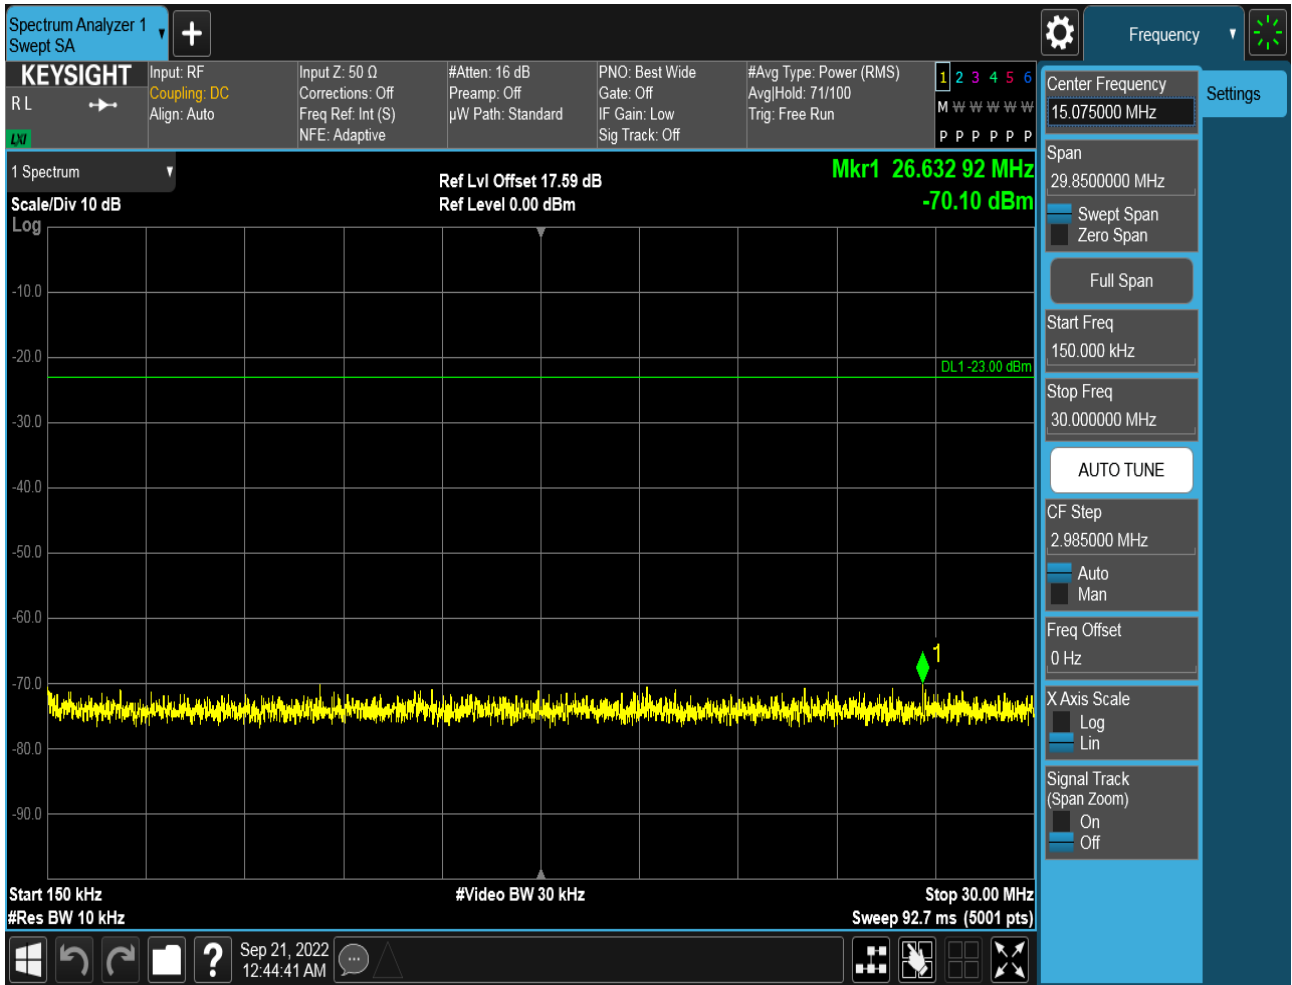 Spectrum Analyzer 1
Swept SA
Frequency
KEYSIGHT
R L
LXI
Input: RF
Coupling: DC
Align: Auto
Input Z: 50 Ω
Corrections: Off
Freq Ref: Int (S)
NFE: Adaptive
#Atten: 16 dB
Preamp: Off
µW Path: Standard
PNO: Best Wide
Gate: Off
IF Gain: Low
Sig Track: Off
#Avg Type: Power (RMS)
Avg|Hold: 71/100
Trig: Free Run
1 2 3 4 5 6
M W W W W W
P P P P P P
1 Spectrum
Scale/Div 10 dB
Log
Ref Lvl Offset 17.59 dB
Ref Level 0.00 dBm
Mkr1 26.632 92 MHz
-70.10 dBm
-10.0
-20.0
DL1 -23.00 dBm
-30.0
-40.0
-50.0
-60.0
1
-70.0
-80.0
-90.0
Start 150 kHz
#Video BW 30 kHz
Stop 30.00 MHz
#Res BW 10 kHz
Sweep 92.7 ms (5001 pts)
Center Frequency
15.075000 MHz
Settings
Span
29.8500000 MHz
Swept Span
Zero Span
Full Span
Start Freq
150.000 kHz
Stop Freq
30.000000 MHz
AUTO TUNE
CF Step
2.985000 MHz
Auto
Man
Freq Offset
0 Hz
X Axis Scale
Log
Lin
Signal Track
(Span Zoom)
On
Off
?
Sep 21, 2022
12:44:41 AM